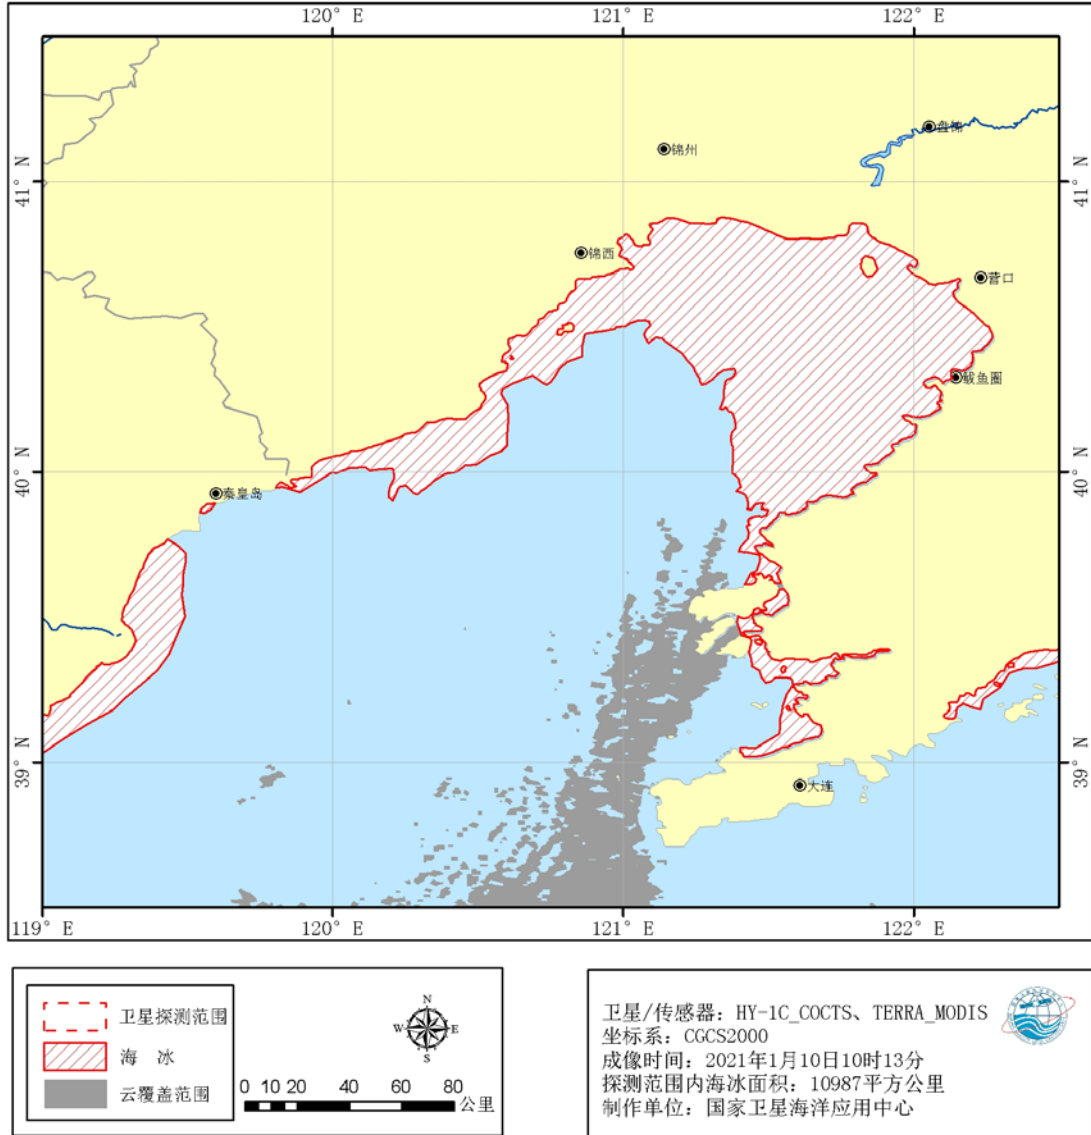 120° E 121° E 122° E
盘锦
锦州
41° N 41° N
锦西
营口
鲅鱼圈
40° N 40° N
秦皇岛
39° N 39° N
大连
119° E 120° E 121° E 122° E
卫星探测范围
海 冰
云覆盖范围
N
W E
S
0 10 20 40 60 80
公里
卫星/传感器：HY-1C_COCTS、TERRA_MODIS
坐标系：CGCS2000
成像时间：2021年1月10日10时13分
探测范围内海冰面积：10987平方公里
制作单位：国家卫星海洋应用中心